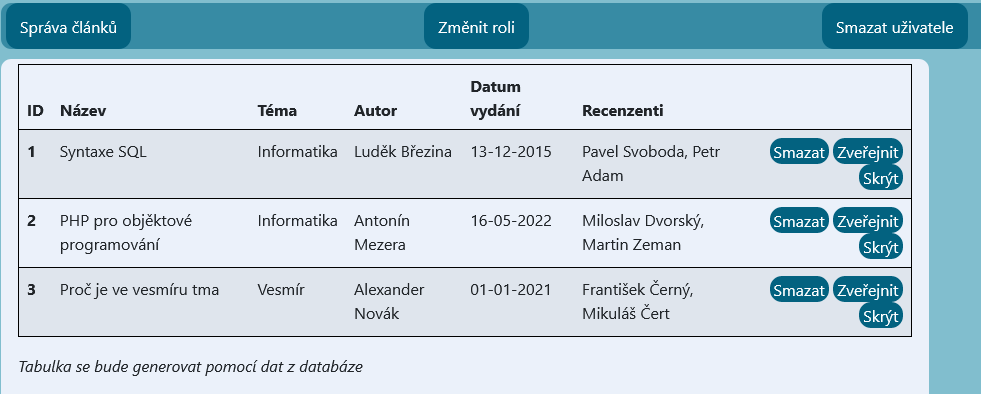 Správa článků Změnit roli Smazat uživatele
ID Název Téma Autor Datum vydání Recenzenti
1 Syntaxe SQL Informatika Luděk Březina 13-12-2015 Pavel Svoboda, Petr Adam Smazat Zveřejnit Skrýt
2 PHP pro objěktové programování Informatika Antonín Mezera 16-05-2022 Miloslav Dvorský, Martin Zeman Smazat Zveřejnit Skrýt
3 Proč je ve vesmíru tma Vesmír Alexander Novák 01-01-2021 František Černý, Mikuláš Čert Smazat Zveřejnit Skrýt
Tabulka se bude generovat pomocí dat z databáze